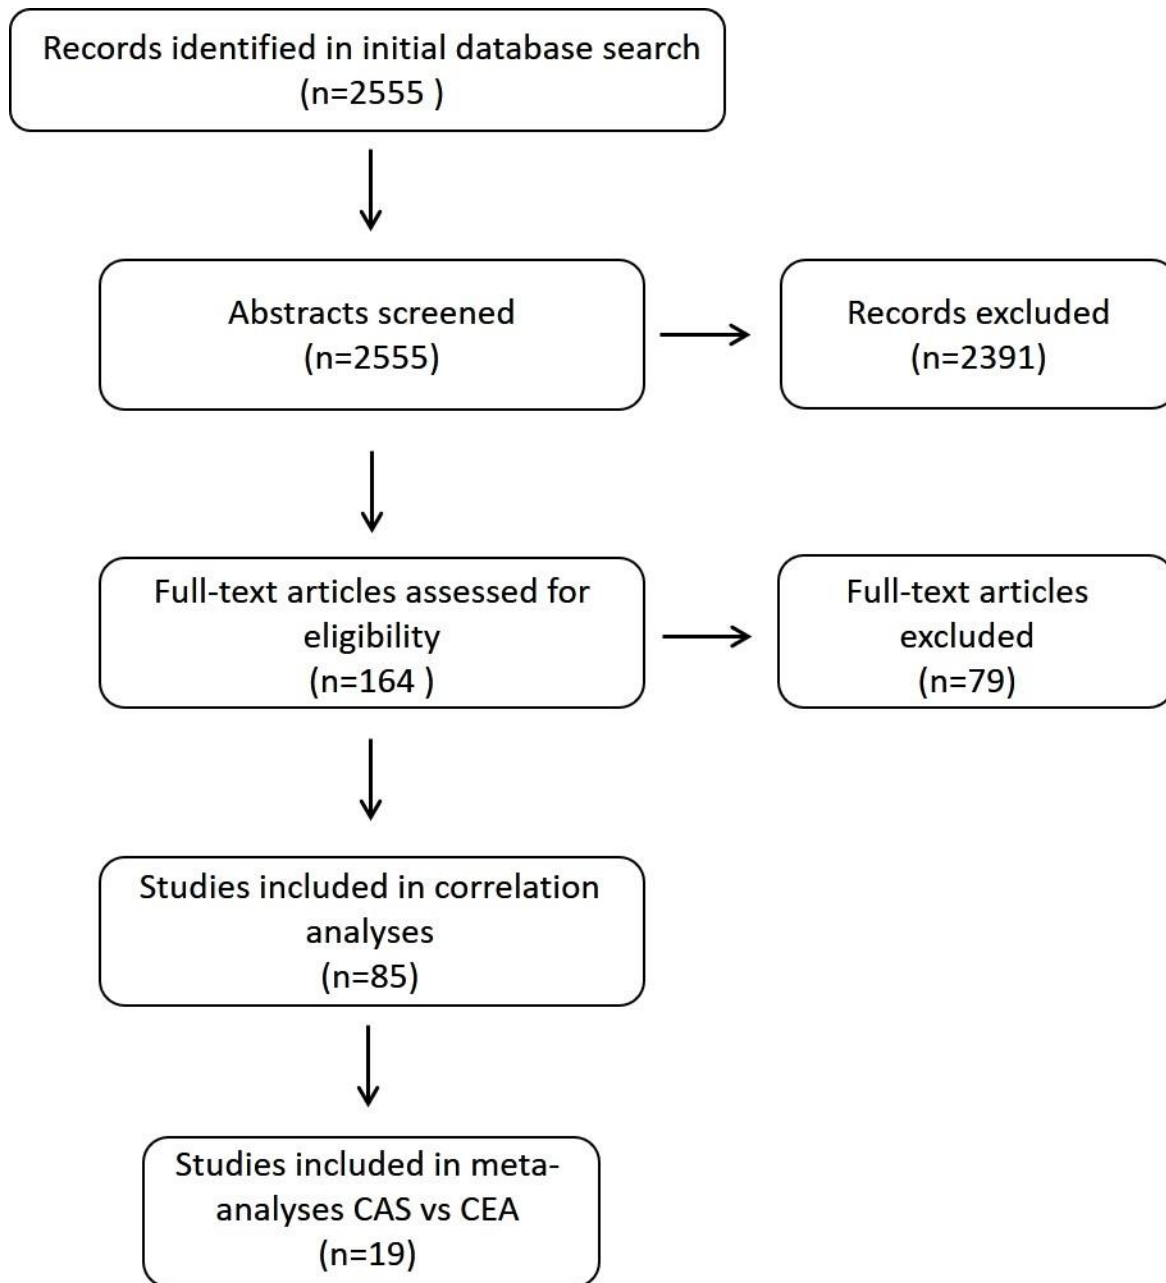 Records identified in initial database search
(n=2555 )
Abstracts screened
(n=2555)
Records excluded
(n=2391)
Full-text articles assessed for
eligibility
(n=164 )
Full-text articles
excluded
(n=79)
Studies included in correlation
analyses
(n=85)
Studies included in meta-
analyses CAS vs CEA
(n=19)